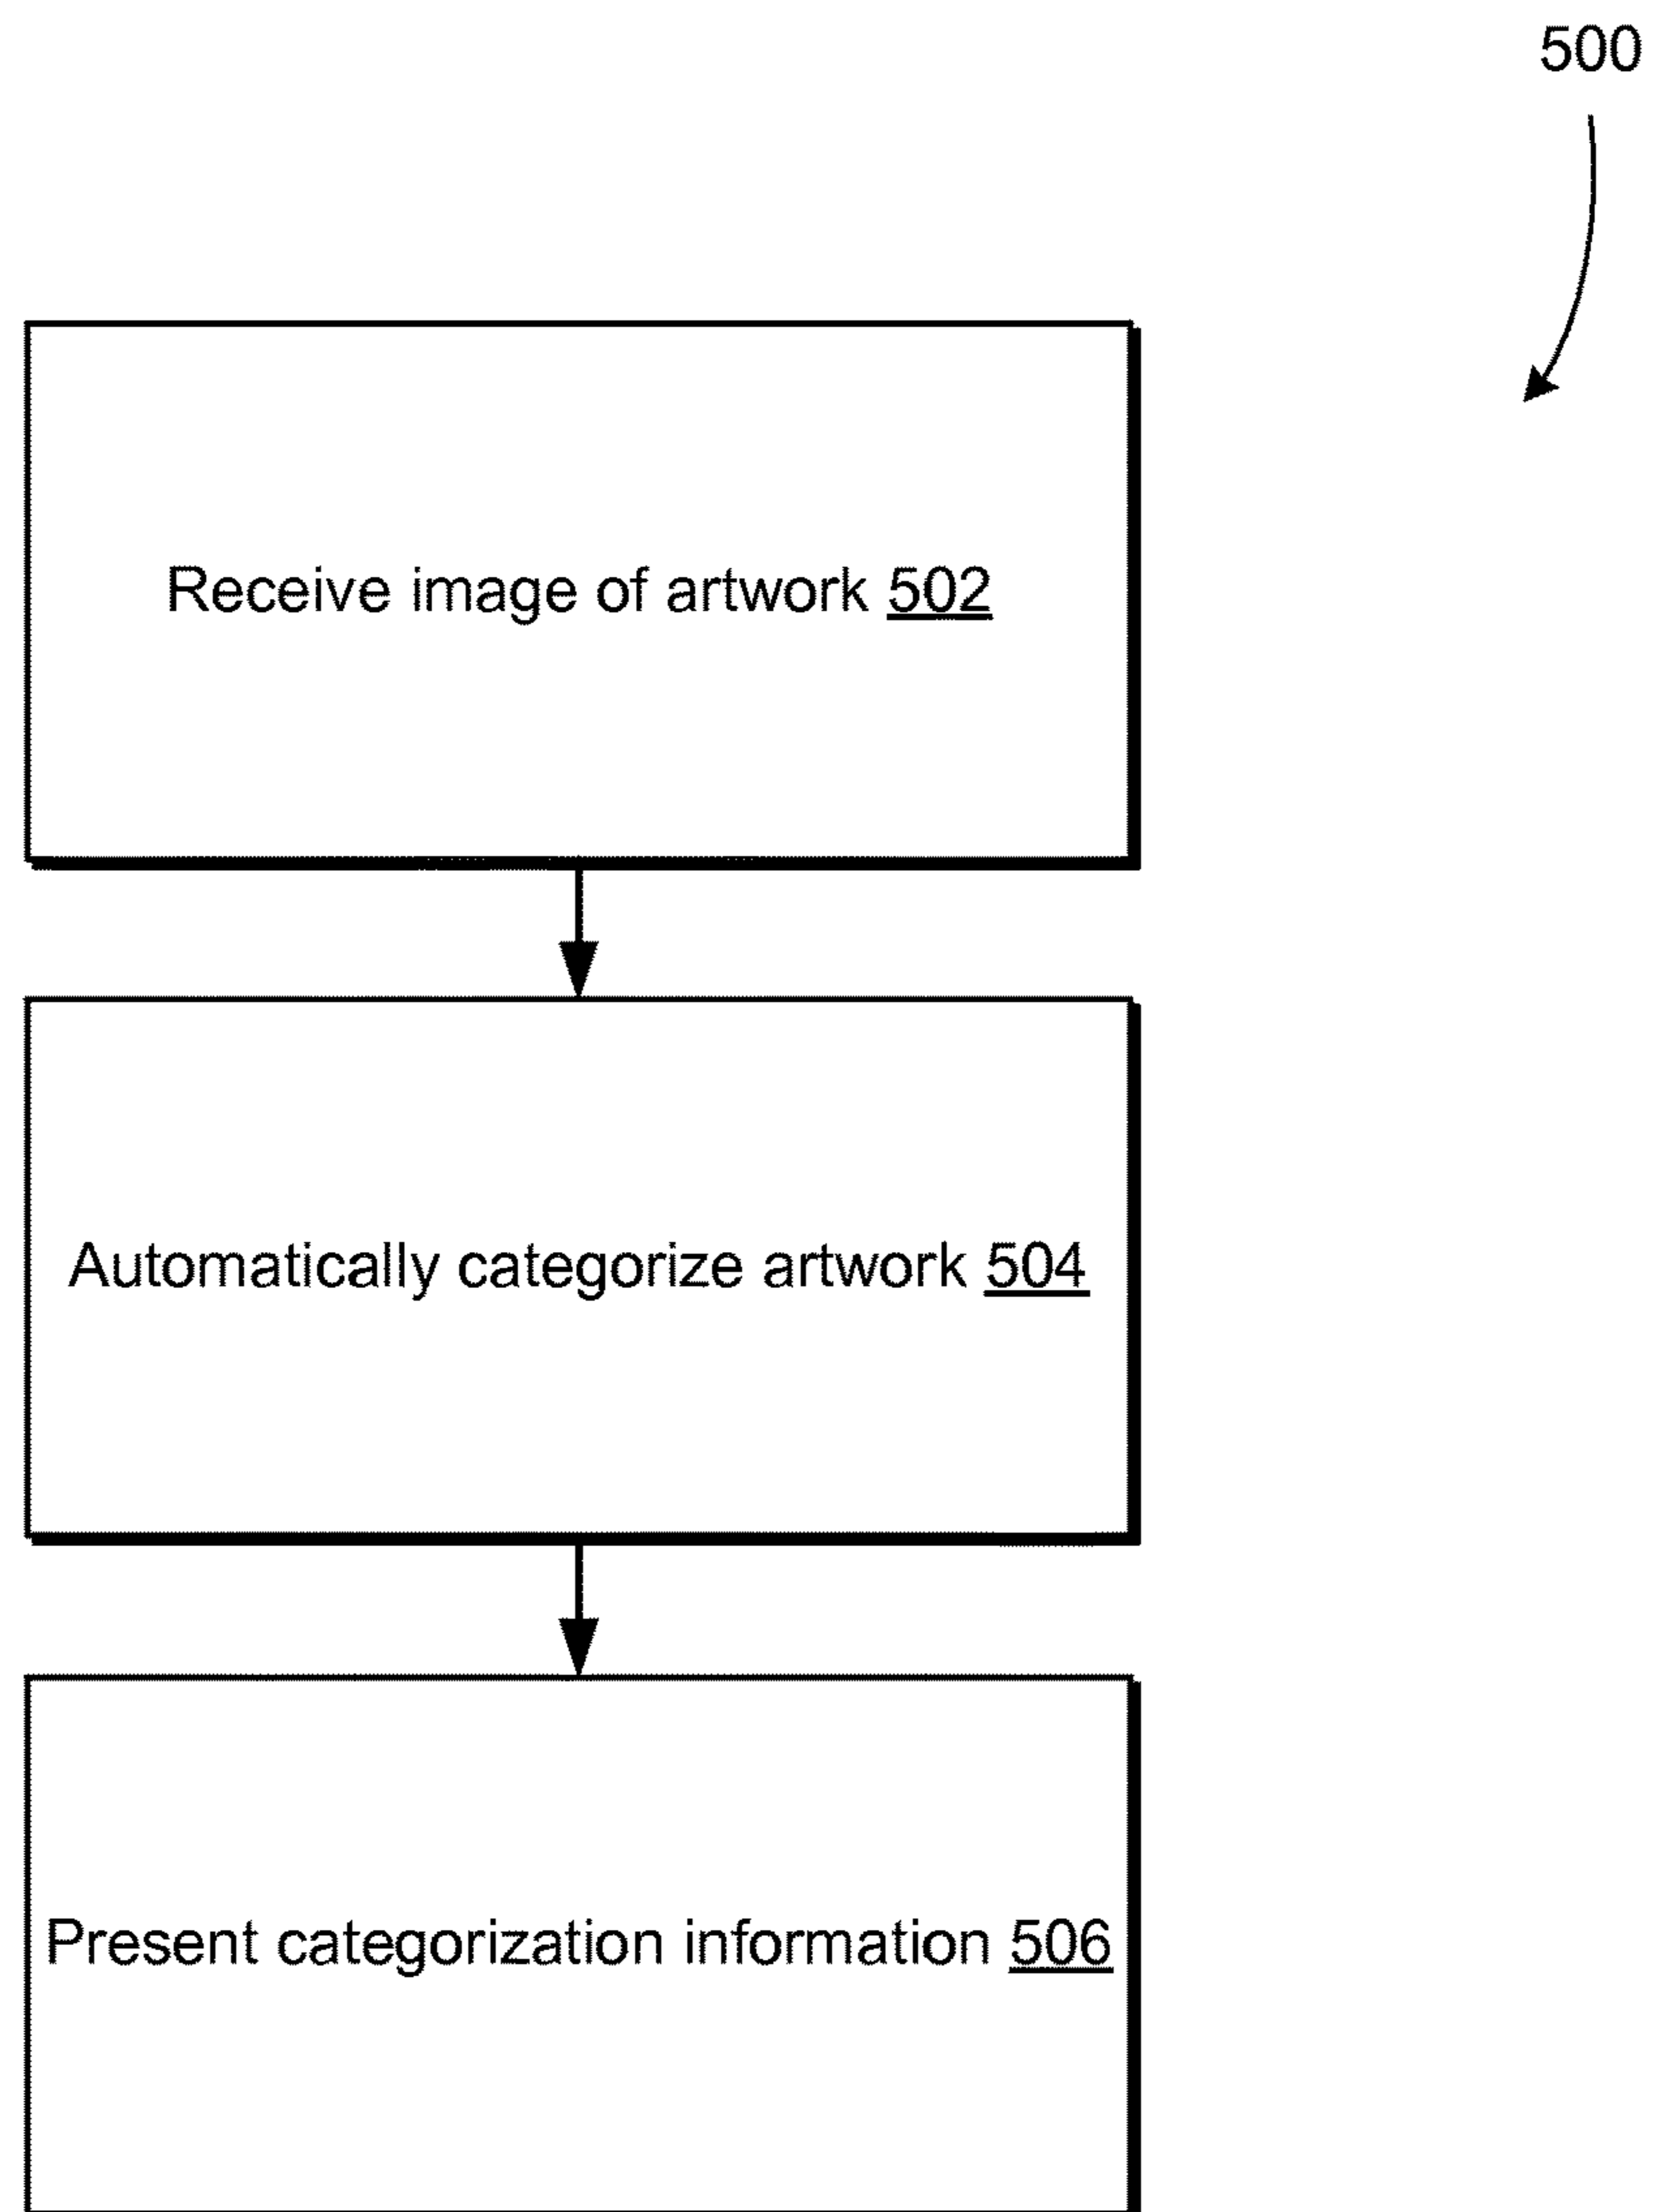 500
Receive image of artwork 502
Automatically categorize artwork 504
Present categorization information 506